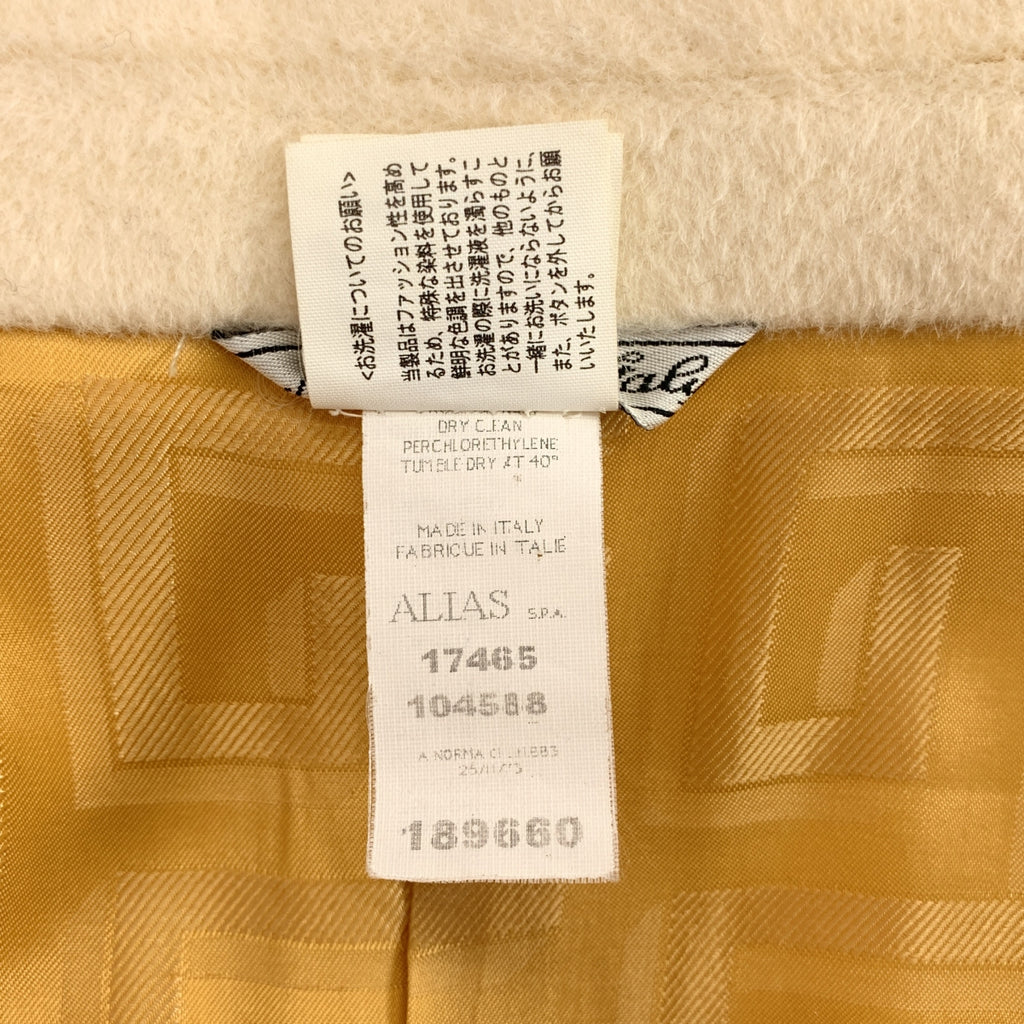 <お洗濯についてのお願い>
当製品はファッション性を高め
るため、特殊な染料を使用して
鮮明な色調を出させております。
お洗濯の際に洗濯液を濁らすこ
とがありますので、他のものと
一緒にお洗いにならないように、
また、ボタンを外してからお願
いいたします。
DRY CLEAN
PERCHLORETHYLENE
TUMBLE DRY AT 40°
MADE IN ITALY
FABRIQUE IN TALIE
ALIAS S.P.A.
17465
104588
A NORMA 883
189660